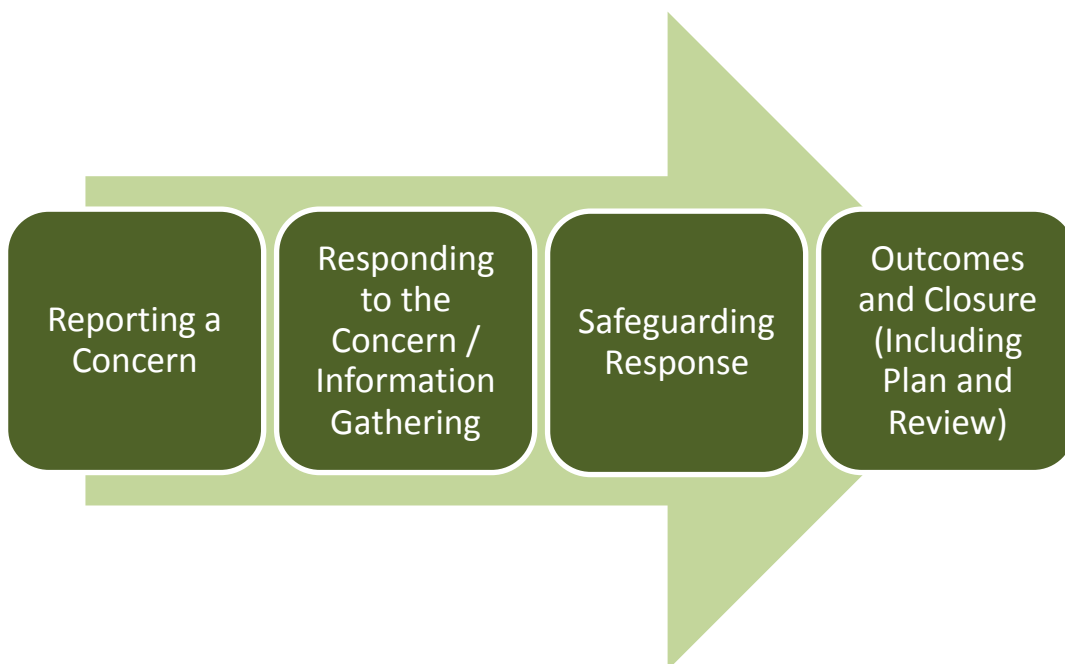 Reporting a
Concern
Responding
to the
Concern /
Information
Gathering
Safeguarding
Response
Outcomes
and Closure
(Including
Plan and
Review)